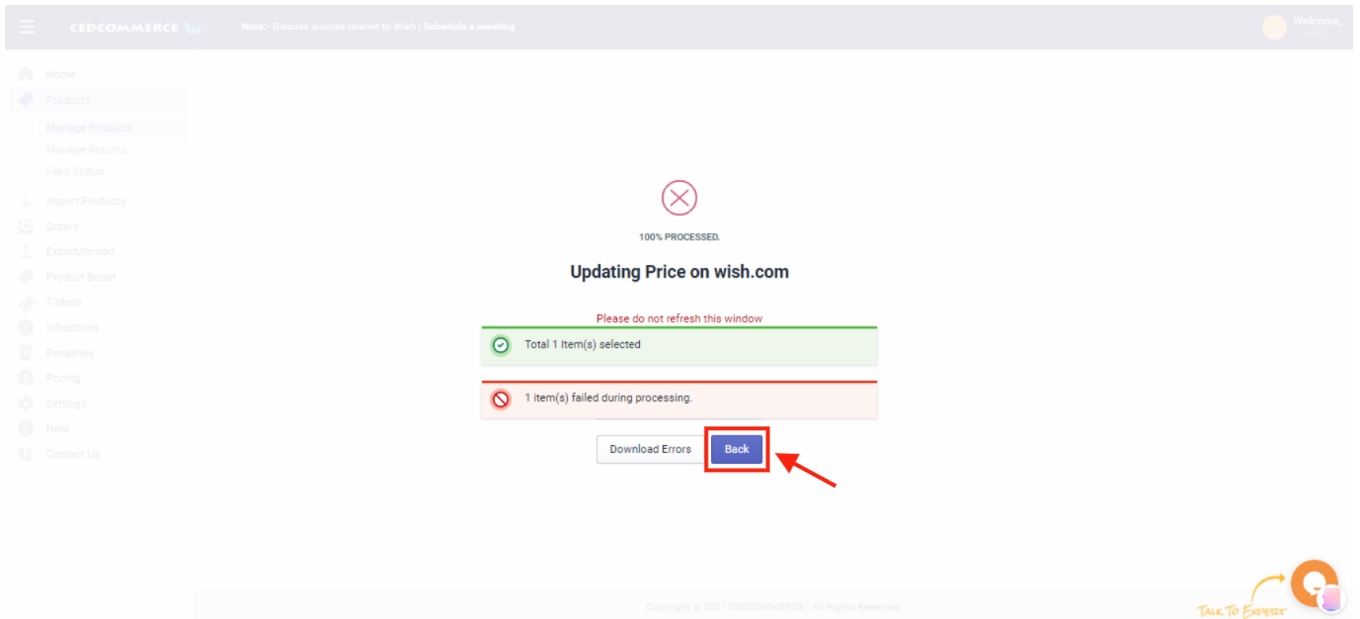 CEDCOMMERCE
Note:- Discuss queries related to Wish | Schedule a meeting
Welcome,
Home
Products
Manage Products
Manage Returns
Feed Status
Import Products
Orders
Export/Import
Product Boost
Tickets
Infractions
Penalities
Pricing
Settings
Help
Contact Us
100% PROCESSED.
Updating Price on wish.com
Please do not refresh this window
Total 1 Item(s) selected
1 item(s) failed during processing.
Download Errors
Back
Copyright © 2021 CEDCOMMERCE | All Rights Reserved.
TALK TO EXPERT